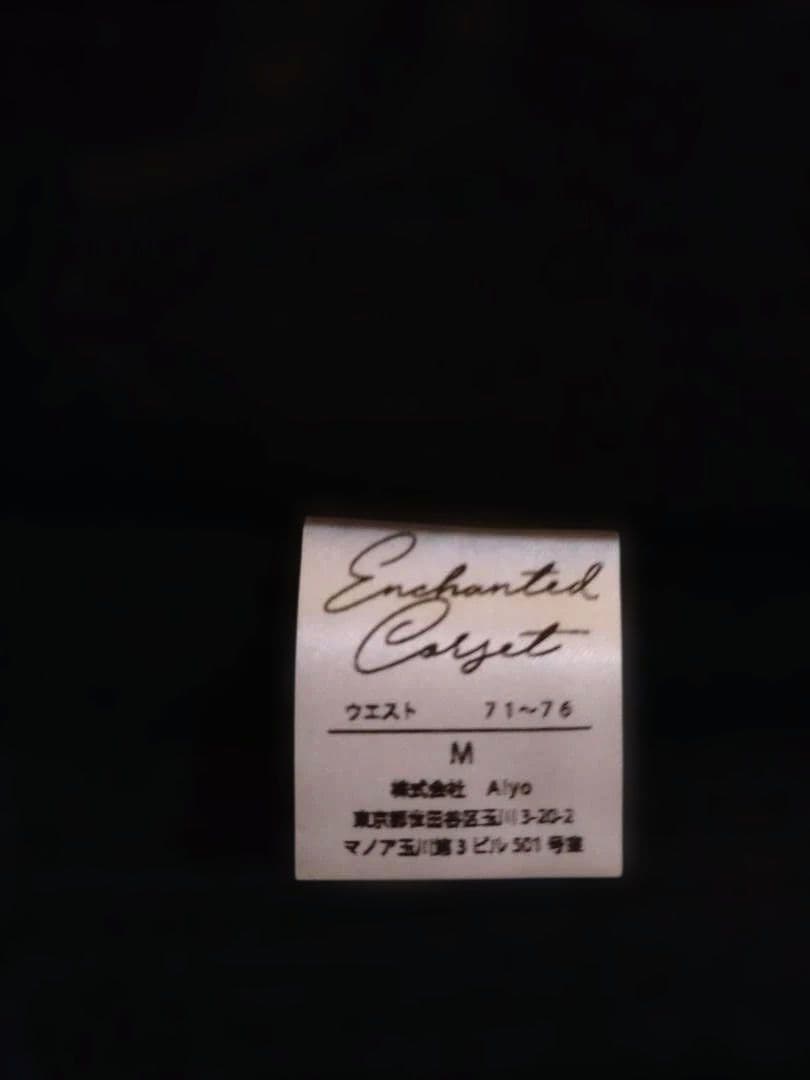 Enchanted
Corset
ウエスト 71～76
M
株式会社 Aiyo
東京都世田谷区玉川3-20-2
マノア玉川第3ビル501号室